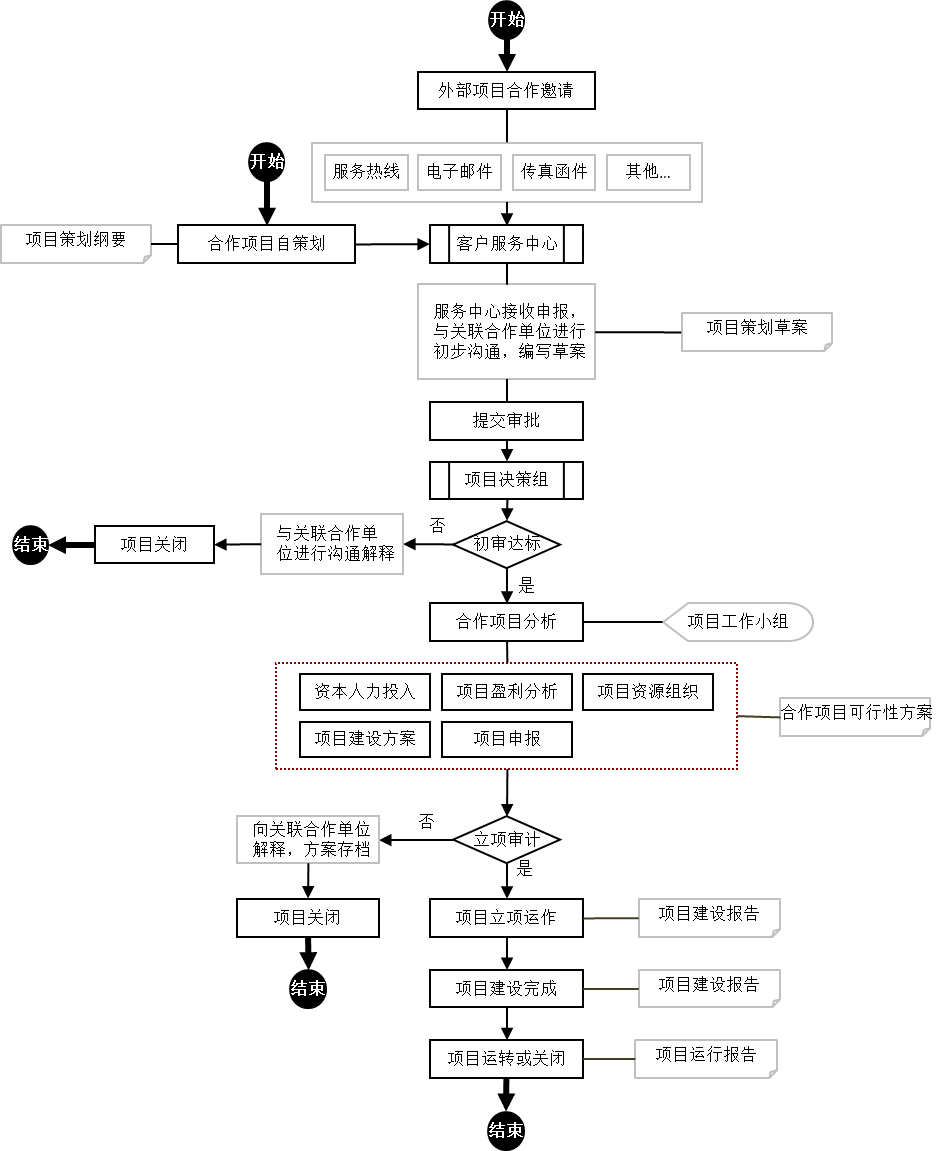 开始
外部项目合作邀请
开始
服务热线
电子邮件
传真函件
其他...
项目策划纲要
合作项目自策划
客户服务中心
服务中心接收申报，
与关联合作单位进行
初步沟通，编写草案
项目策划草案
提交审批
项目决策组
否
结束
项目关闭
与关联合作单
位进行沟通解释
初审达标
是
合作项目分析
项目工作小组
资本人力投入
项目盈利分析
项目资源组织
合作项目可行性方案
项目建设方案
项目申报
否
向关联合作单位
解释，方案存档
立项审计
是
项目关闭
项目立项运作
项目建设报告
结束
项目建设完成
项目建设报告
项目运转或关闭
项目运行报告
结束